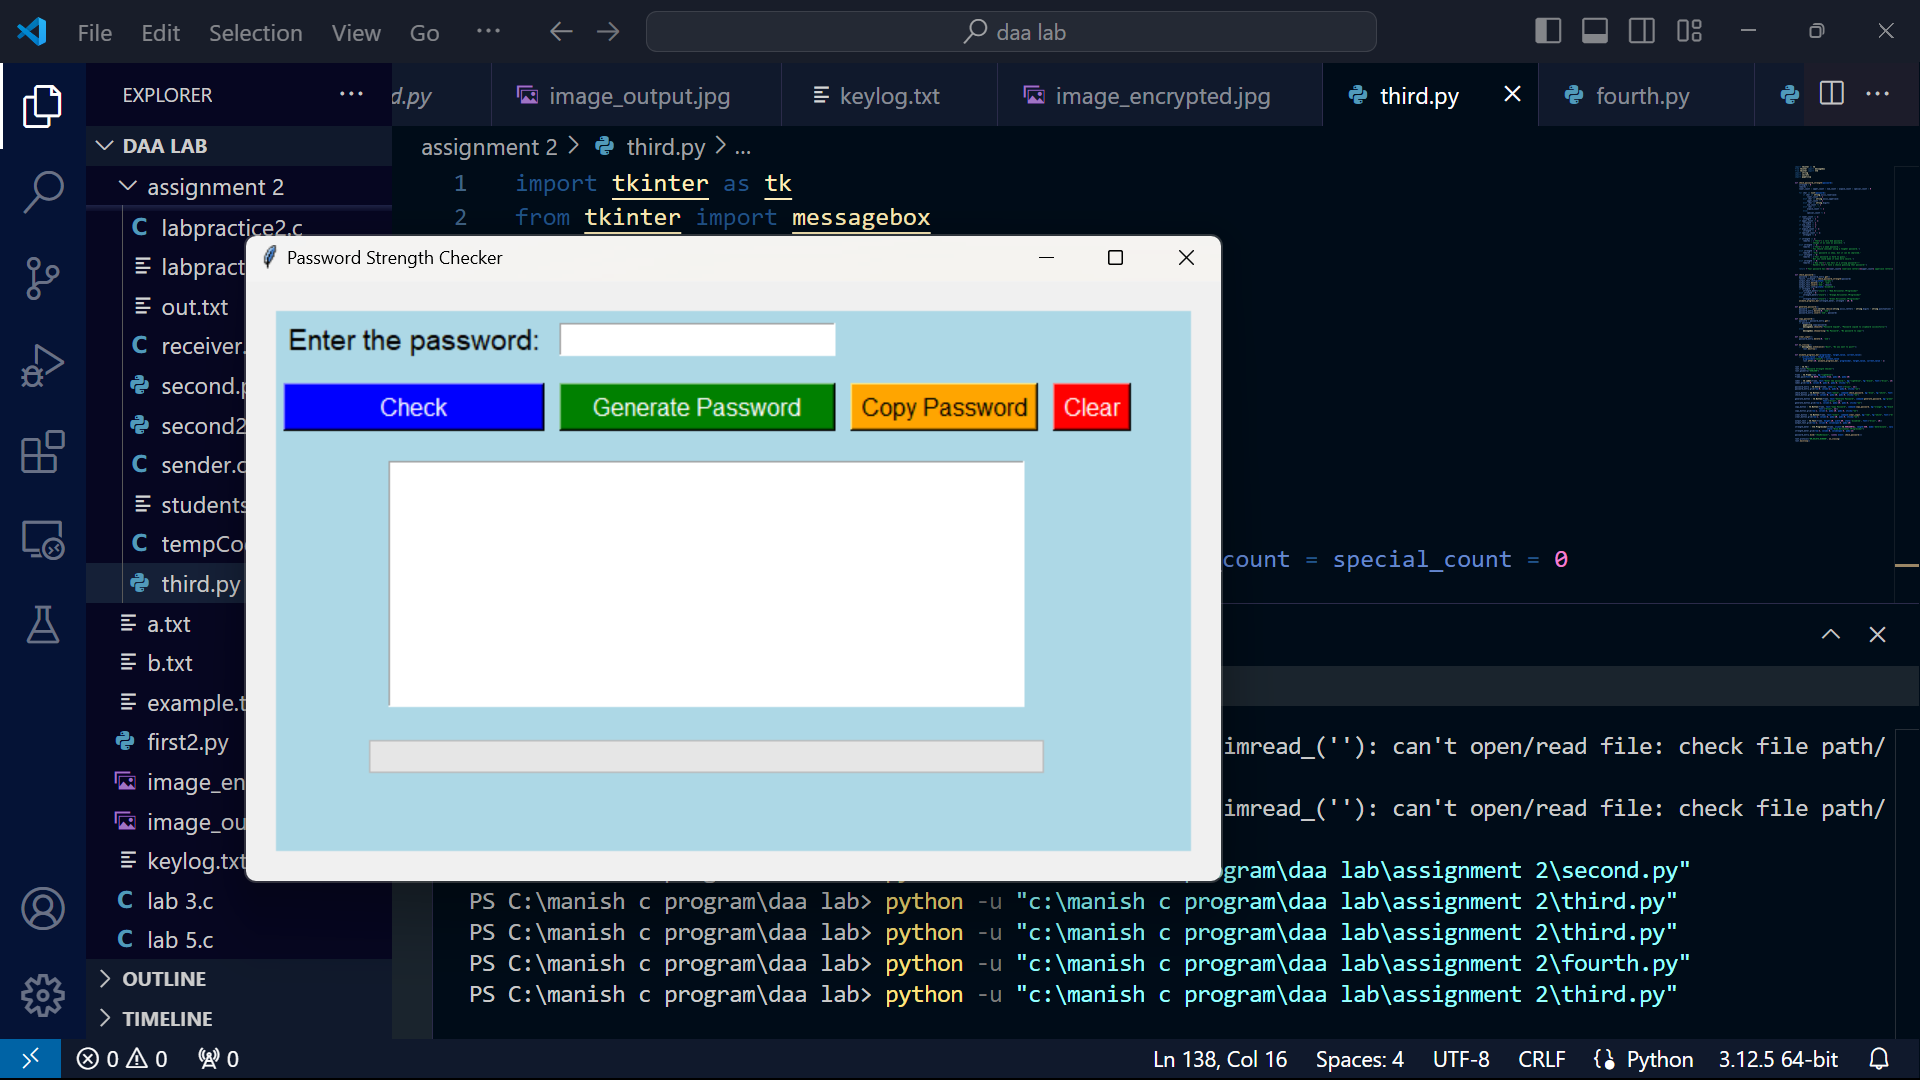 File Edit Selection View Go ··· daa lab
EXPLORER ···
d.py image_output.jpg keylog.txt image_encrypted.jpg third.py fourth.py ···
DAA LAB
assignment 2
labpractice2.c
labpract
out.txt
receiver.
second.p
second2
sender.c
students
tempCo
third.py
a.txt
b.txt
example.t
first2.py
image_en
image_ou
keylog.txt
lab 3.c
lab 5.c
OUTLINE
TIMELINE
assignment 2 > third.py > ...
1 import tkinter as tk
2 from tkinter import messagebox
count = special_count = 0
Password Strength Checker
Enter the password:
Check Generate Password Copy Password Clear
imread_(''): can't open/read file: check file path/
imread_(''): can't open/read file: check file path/
gram\daa lab\assignment 2\second.py"
PS C:\manish c program\daa lab> python -u "c:\manish c program\daa lab\assignment 2\third.py"
PS C:\manish c program\daa lab> python -u "c:\manish c program\daa lab\assignment 2\third.py"
PS C:\manish c program\daa lab> python -u "c:\manish c program\daa lab\assignment 2\fourth.py"
PS C:\manish c program\daa lab> python -u "c:\manish c program\daa lab\assignment 2\third.py"
0 0 0 Ln 138, Col 16 Spaces: 4 UTF-8 CRLF Python 3.12.5 64-bit